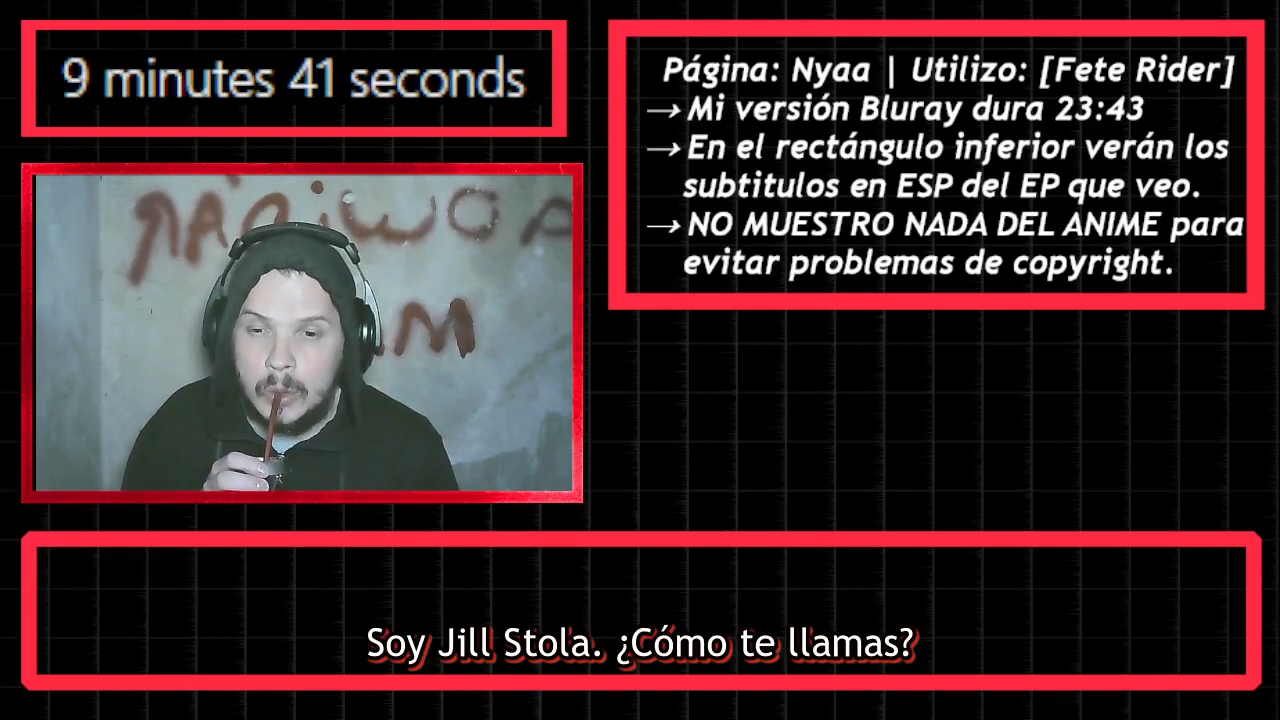 9 minutes 41 seconds
Página: Nyaa | Utilizo: [Fete Rider]
→ Mi versión Bluray dura 23:43
→ En el rectángulo inferior verán los
subtitulos en ESP del EP que veo.
→ NO MUESTRO NADA DEL ANIME para
evitar problemas de copyright.
Soy Jill Stola. ¿Cómo te llamas?